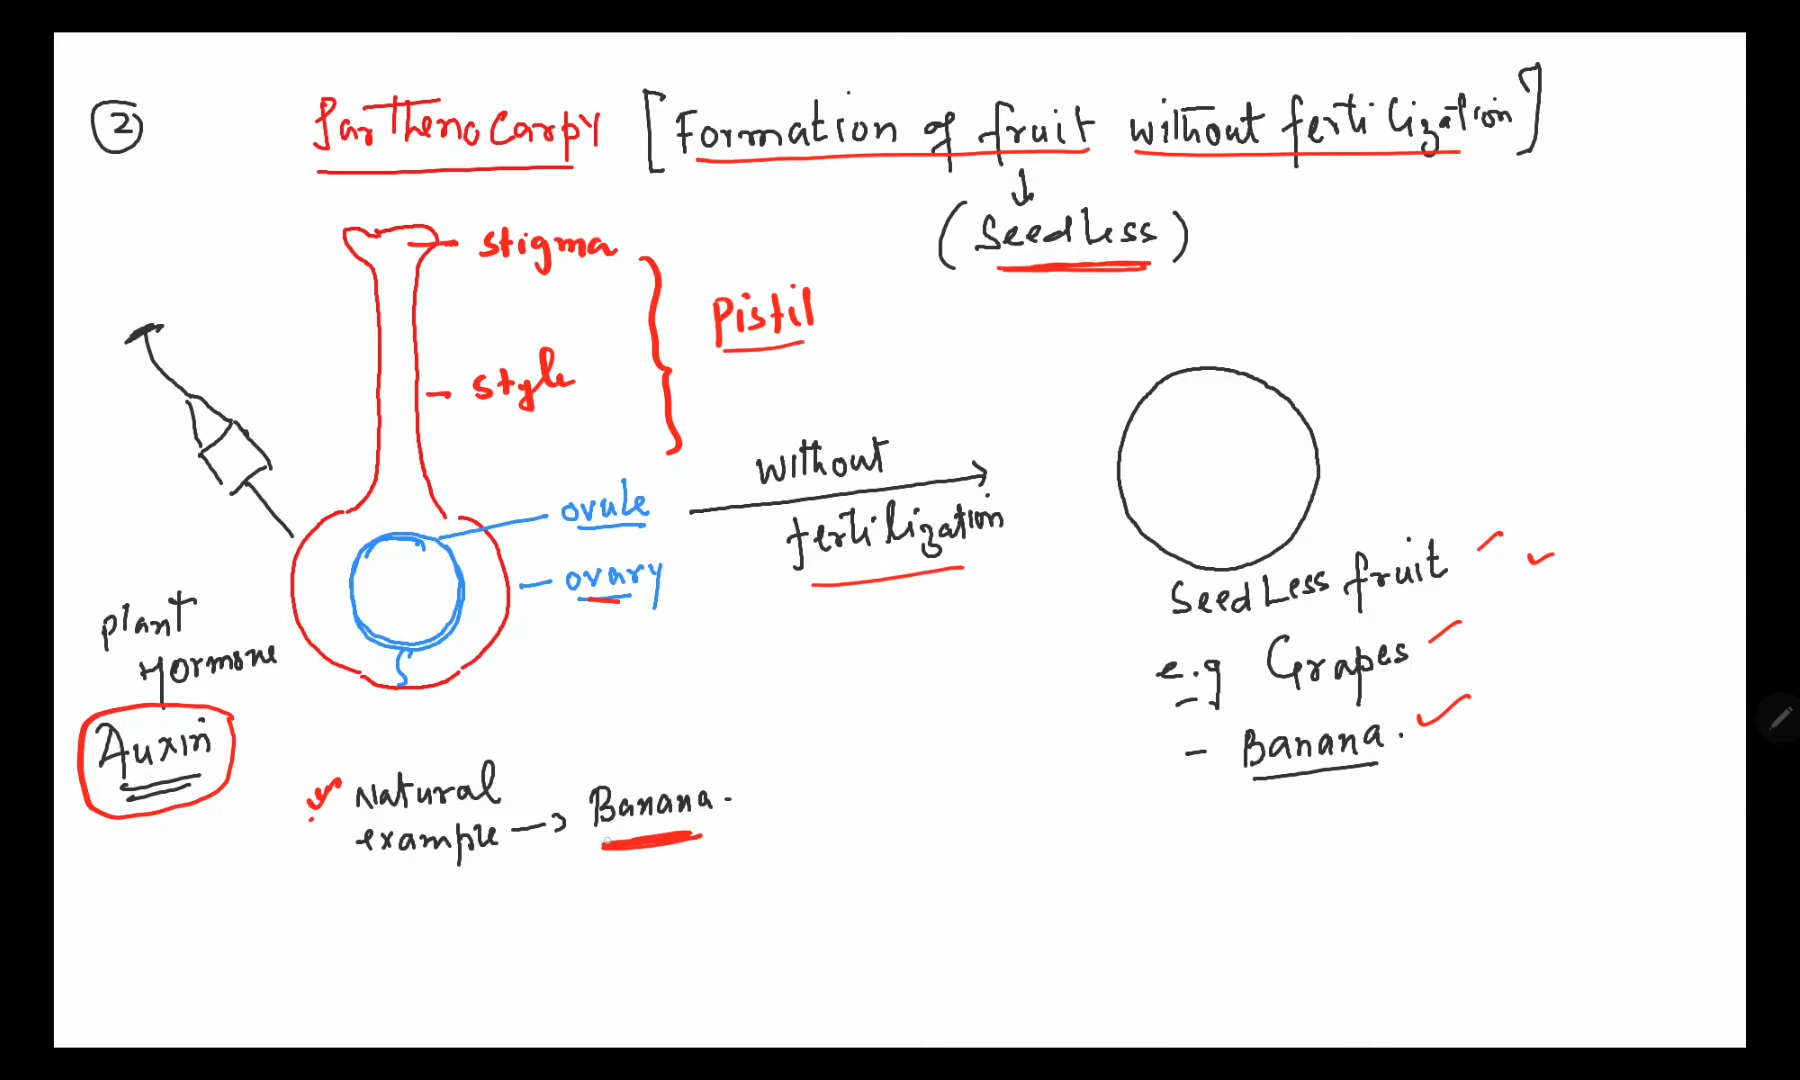 2
Parthenocarpy [Formation of fruit without fertilization]
(Seedless)
stigma
Pistil
style
ovule
ovary
without
fertilization
plant
Hormone
Auxin
Seedless fruit
e.g Grapes
- Banana.
Natural
example → Banana.